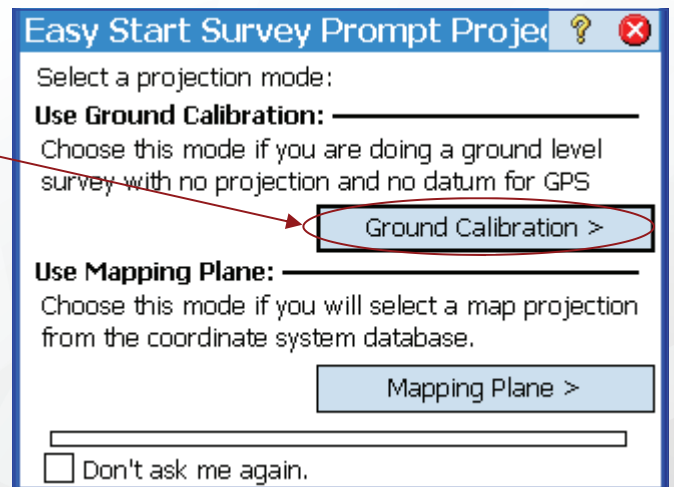 Easy Start Survey Prompt Projec
Select a projection mode:
Use Ground Calibration:
Choose this mode if you are doing a ground level
survey with no projection and no datum for GPS
Ground Calibration >
Use Mapping Plane:
Choose this mode if you will select a map projection
from the coordinate system database.
Mapping Plane >
Don't ask me again.